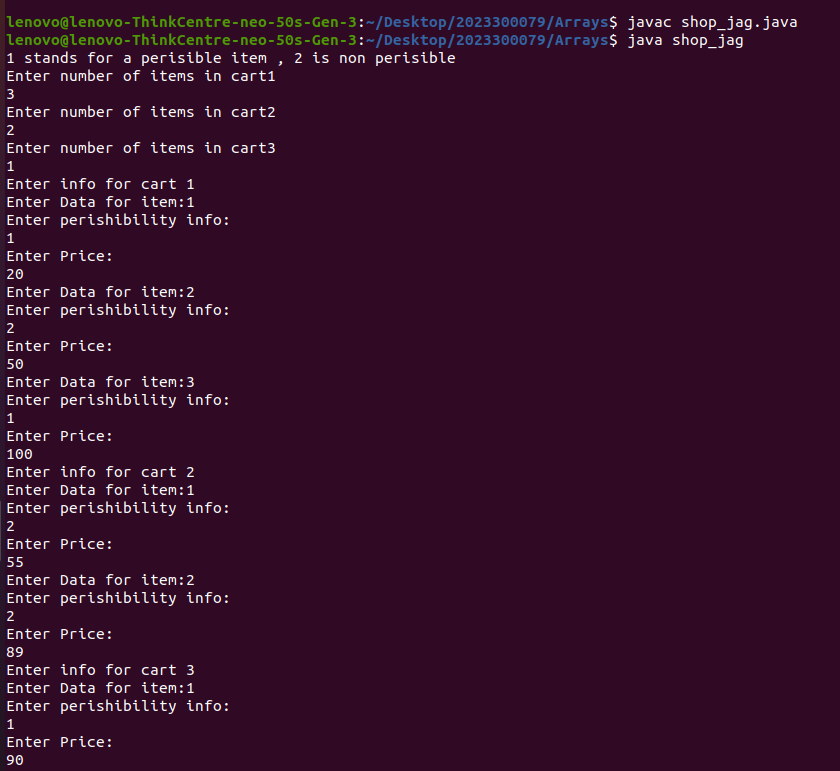 lenovo@lenovo-ThinkCentre-neo-50s-Gen-3:~/Desktop/2023300079/Arrays$ javac shop_jag.java
lenovo@lenovo-ThinkCentre-neo-50s-Gen-3:~/Desktop/2023300079/Arrays$ java shop_jag
1 stands for a perisible item , 2 is non perisible
Enter number of items in cart1
3
Enter number of items in cart2
2
Enter number of items in cart3
1
Enter info for cart 1
Enter Data for item:1
Enter perishibility info:
1
Enter Price:
20
Enter Data for item:2
Enter perishibility info:
2
Enter Price:
50
Enter Data for item:3
Enter perishibility info:
1
Enter Price:
100
Enter info for cart 2
Enter Data for item:1
Enter perishibility info:
2
Enter Price:
55
Enter Data for item:2
Enter perishibility info:
2
Enter Price:
89
Enter info for cart 3
Enter Data for item:1
Enter perishibility info:
1
Enter Price:
90